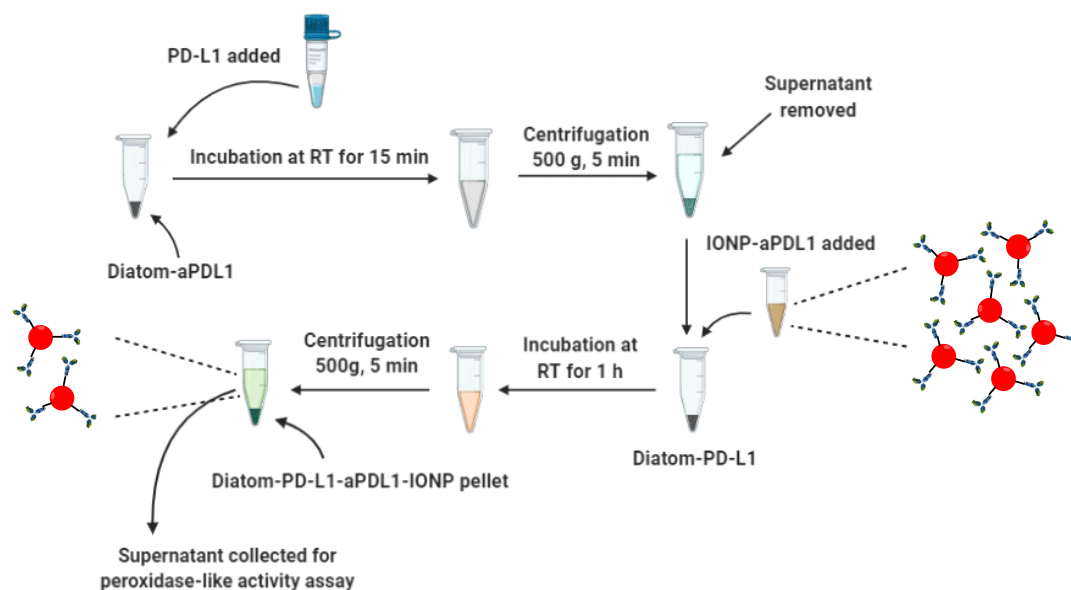 PD-L1 added
Supernatant
removed
Incubation at RT for 15 min
Centrifugation
500 g, 5 min
Diatom-aPDL1
IONP-aPDL1 added
Centrifugation
500g, 5 min
Incubation at
RT for 1 h
Diatom-PD-L1
Diatom-PD-L1-aPDL1-IONP pellet
Supernatant collected for
peroxidase-like activity assay